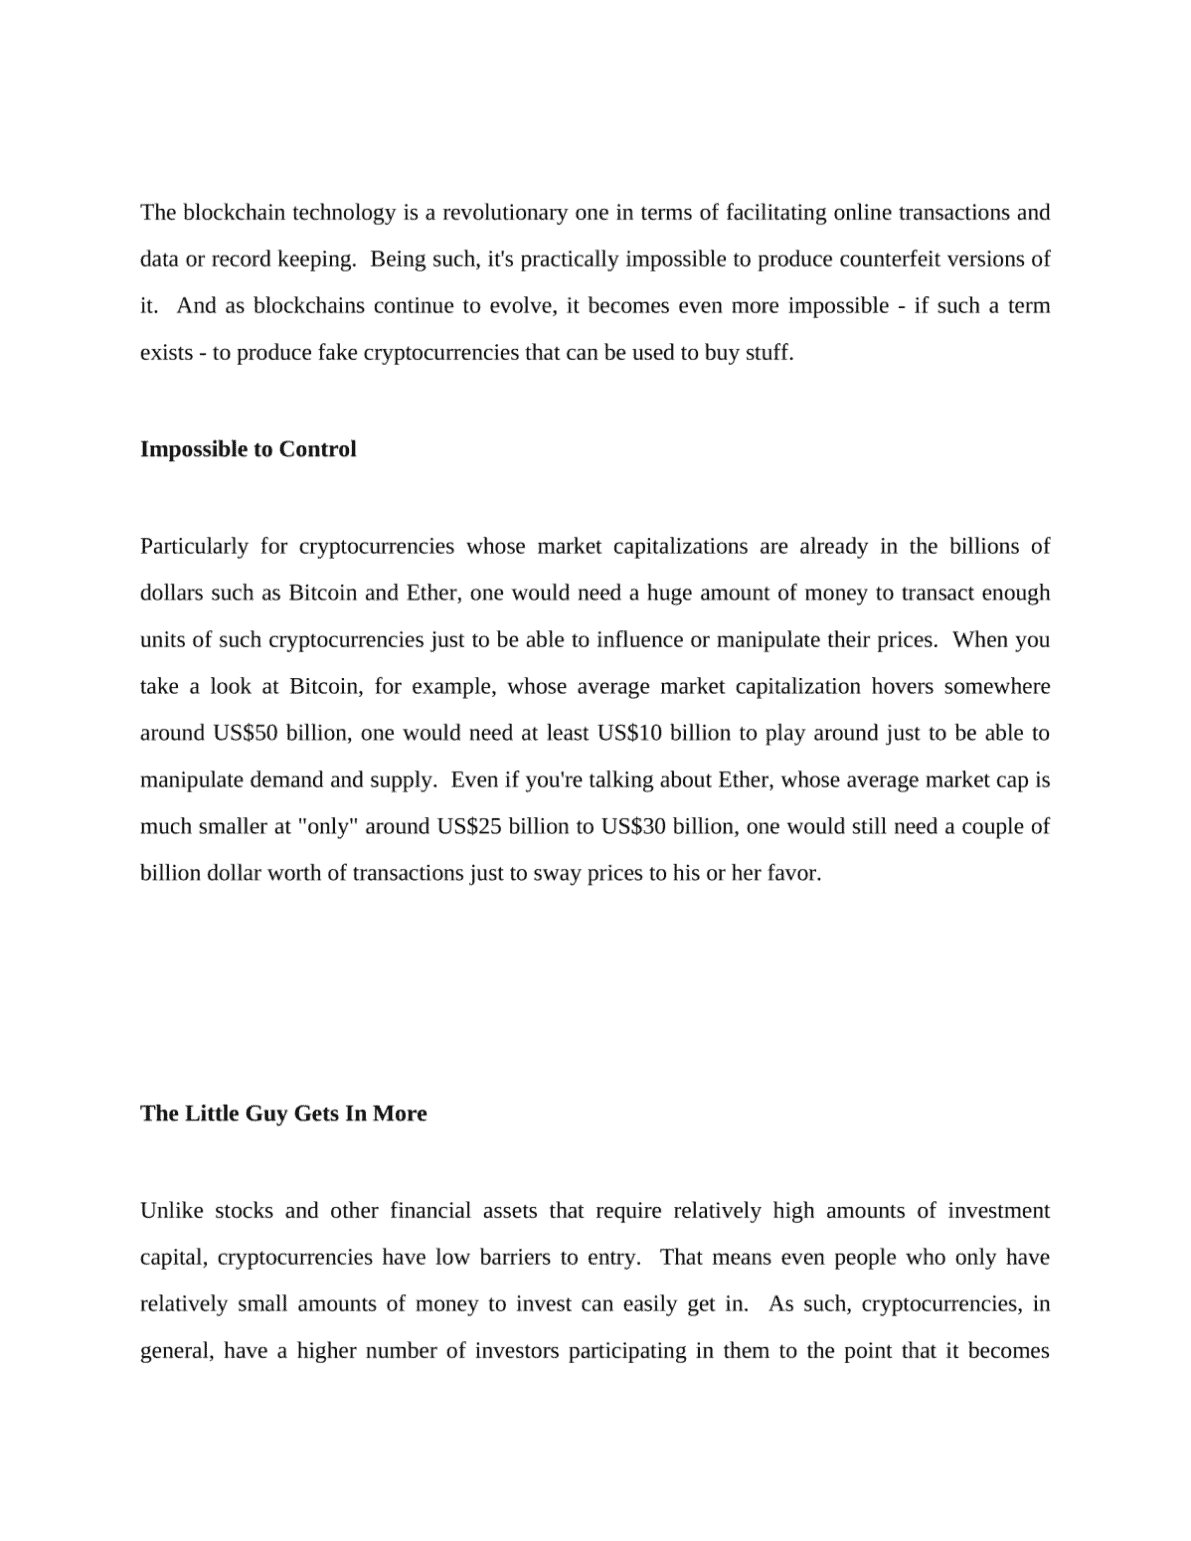 The blockchain technology is a revolutionary one in terms of facilitating online transactions and
data or record keeping.  Being such, it's practically impossible to produce counterfeit versions of
it.  And as blockchains continue to evolve, it becomes even more impossible - if such a term
exists - to produce fake cryptocurrencies that can be used to buy stuff.
Impossible to Control
Particularly for cryptocurrencies whose market capitalizations are already in the billions of
dollars such as Bitcoin and Ether, one would need a huge amount of money to transact enough
units of such cryptocurrencies just to be able to influence or manipulate their prices.  When you
take a look at Bitcoin, for example, whose average market capitalization hovers somewhere
around US$50 billion, one would need at least US$10 billion to play around just to be able to
manipulate demand and supply.  Even if you're talking about Ether, whose average market cap is
much smaller at "only" around US$25 billion to US$30 billion, one would still need a couple of
billion dollar worth of transactions just to sway prices to his or her favor.
The Little Guy Gets In More
Unlike stocks and other financial assets that require relatively high amounts of investment
capital, cryptocurrencies have low barriers to entry.  That means even people who only have
relatively small amounts of money to invest can easily get in.  As such, cryptocurrencies, in
general, have a higher number of investors participating in them to the point that it becomes